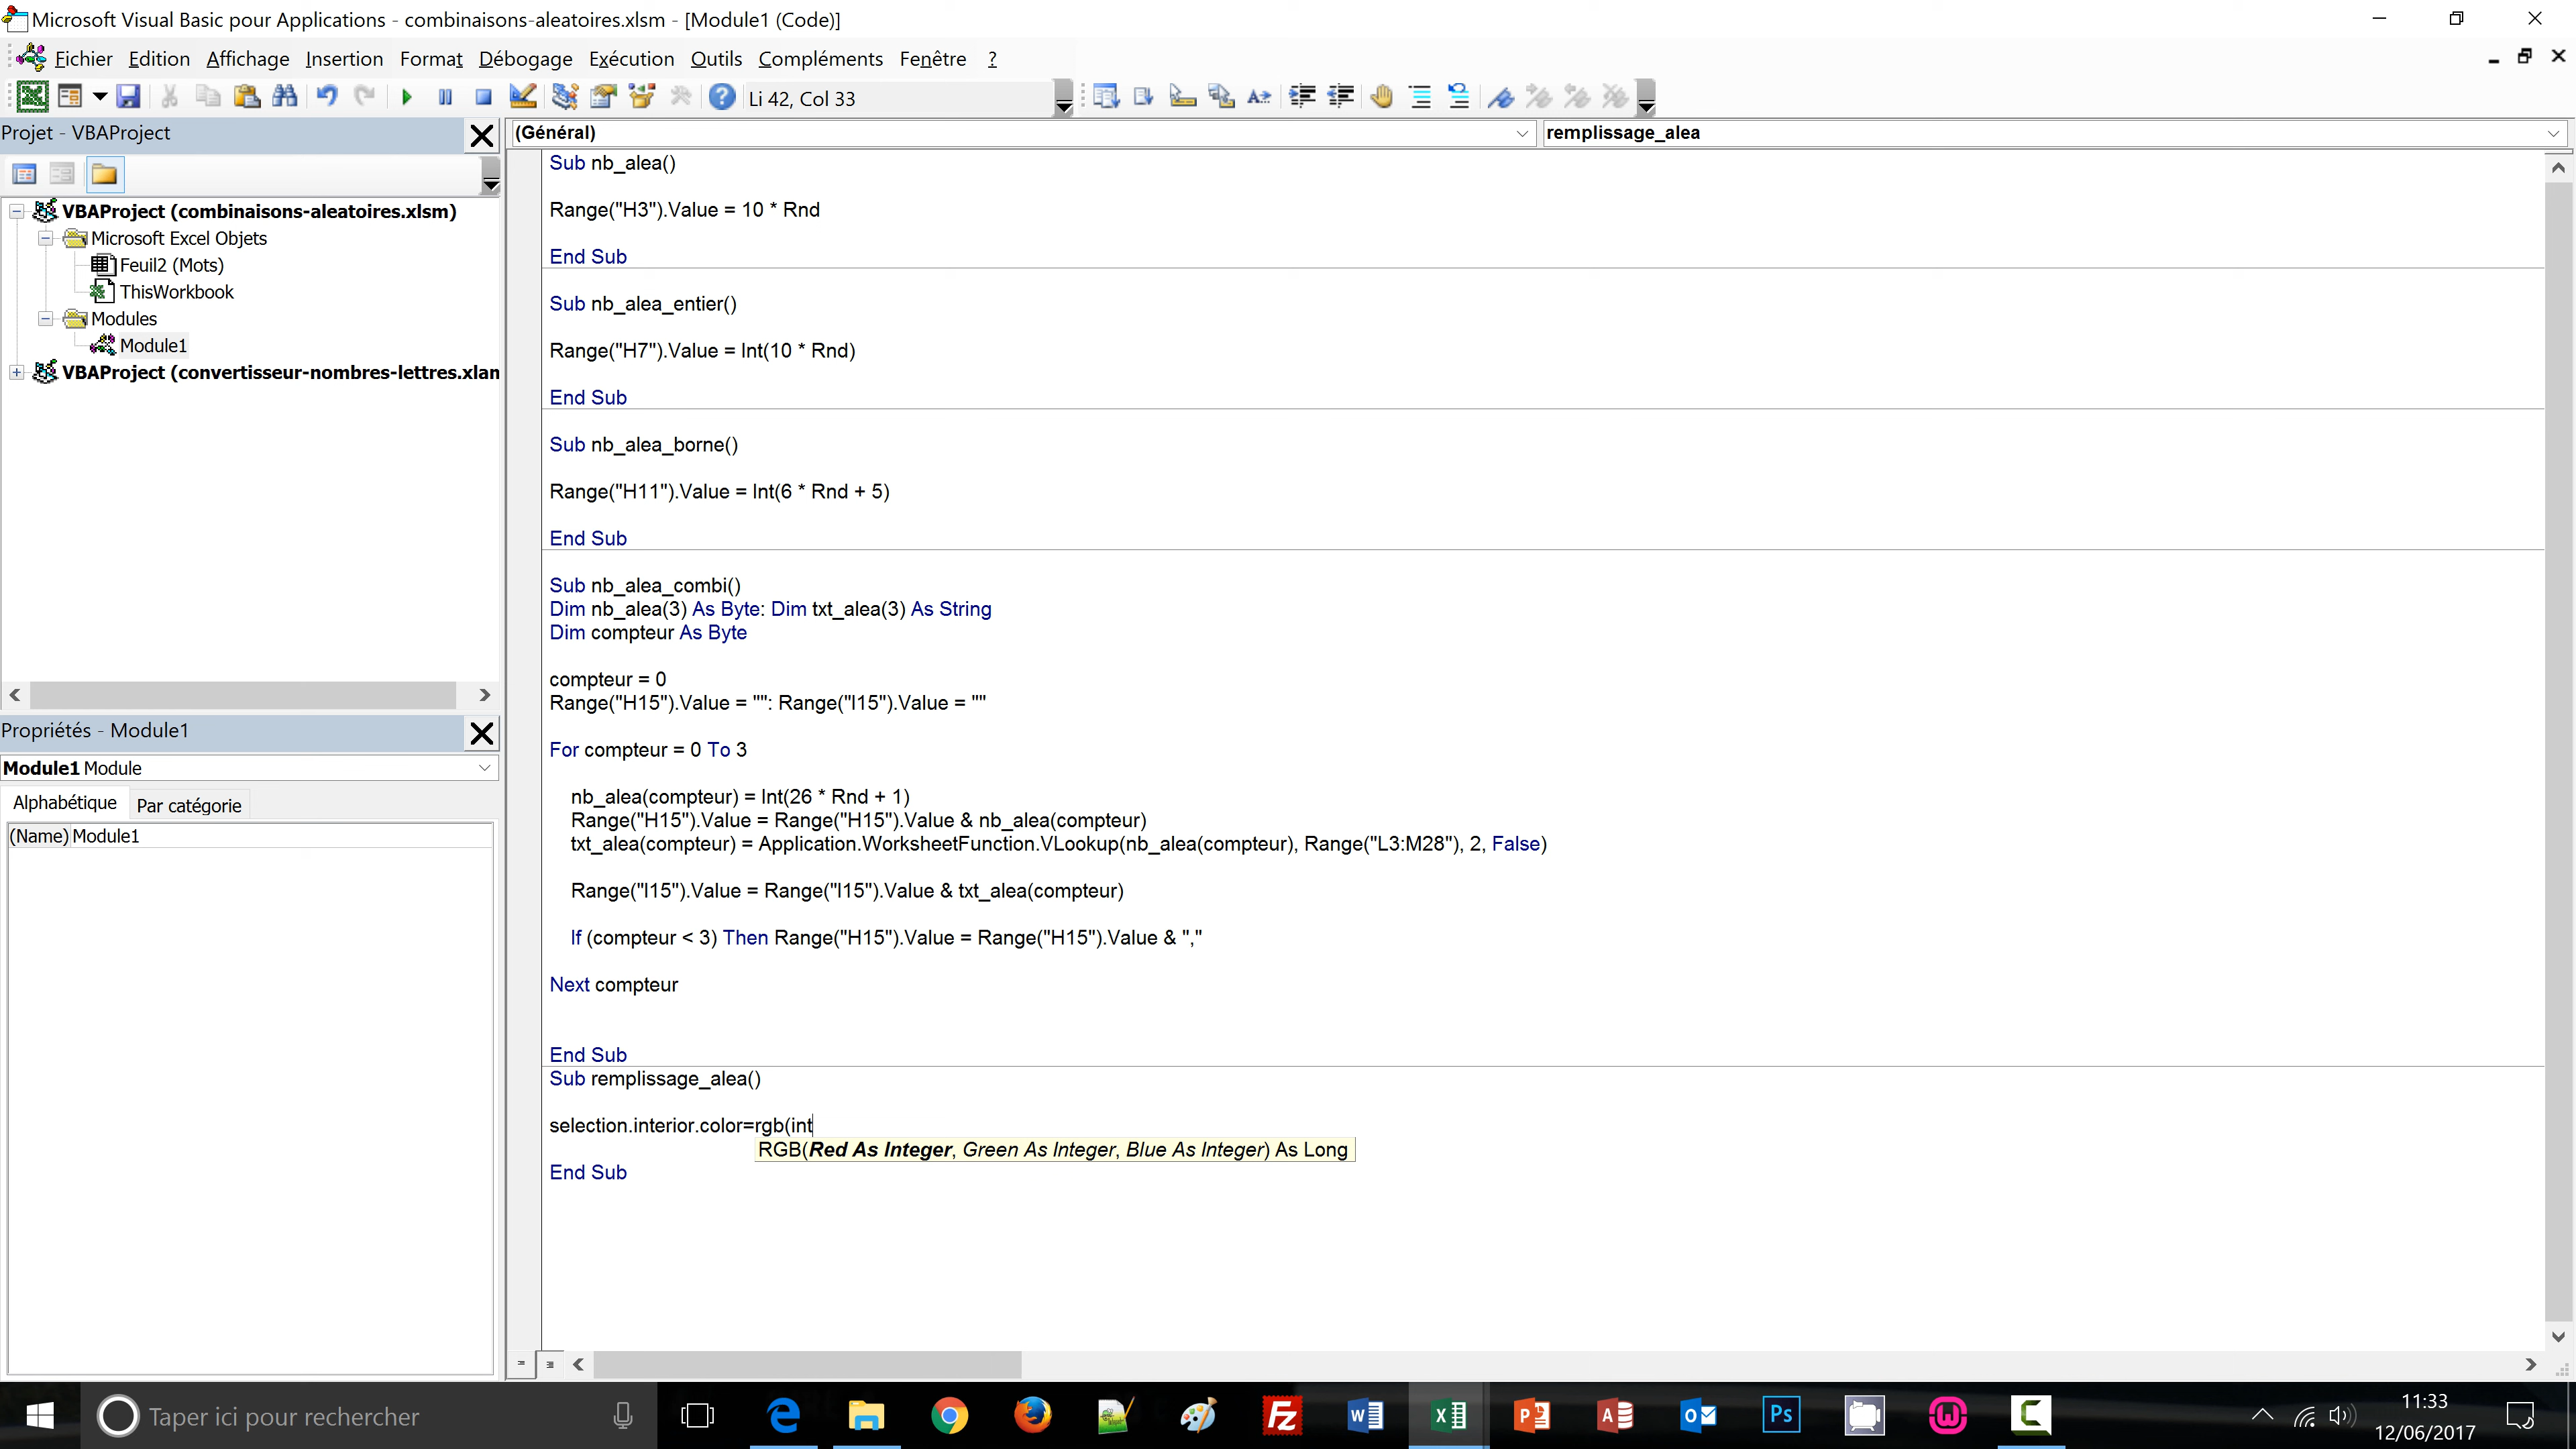 Microsoft Visual Basic pour Applications - combinaisons-aleatoires.xlsm - [Module1 (Code)]
Fichier Edition Affichage Insertion Format Débogage Exécution Outils Compléments Fenêtre ?
Li 42, Col 33
Projet - VBAProject
(Général)
remplissage_alea
VBAProject (combinaisons-aleatoires.xlsm)
Microsoft Excel Objets
Feuil2 (Mots)
ThisWorkbook
Modules
Module1
VBAProject (convertisseur-nombres-lettres.xlam
Propriétés - Module1
Module1 Module
Alphabétique Par catégorie
(Name) Module1
Sub nb_alea()
Range("H3").Value = 10 * Rnd
End Sub
Sub nb_alea_entier()
Range("H7").Value = Int(10 * Rnd)
End Sub
Sub nb_alea_borne()
Range("H11").Value = Int(6 * Rnd + 5)
End Sub
Sub nb_alea_combi()
Dim nb_alea(3) As Byte: Dim txt_alea(3) As String
Dim compteur As Byte
compteur = 0
Range("H15").Value = "": Range("I15").Value = ""
For compteur = 0 To 3
nb_alea(compteur) = Int(26 * Rnd + 1)
Range("H15").Value = Range("H15").Value & nb_alea(compteur)
txt_alea(compteur) = Application.WorksheetFunction.VLookup(nb_alea(compteur), Range("L3:M28"), 2, False)
Range("I15").Value = Range("I15").Value & txt_alea(compteur)
If (compteur < 3) Then Range("H15").Value = Range("H15").Value & ","
Next compteur
End Sub
Sub remplissage_alea()
selection.interior.color=rgb(int
RGB(Red As Integer, Green As Integer, Blue As Integer) As Long
End Sub
Taper ici pour rechercher
11:33
12/06/2017